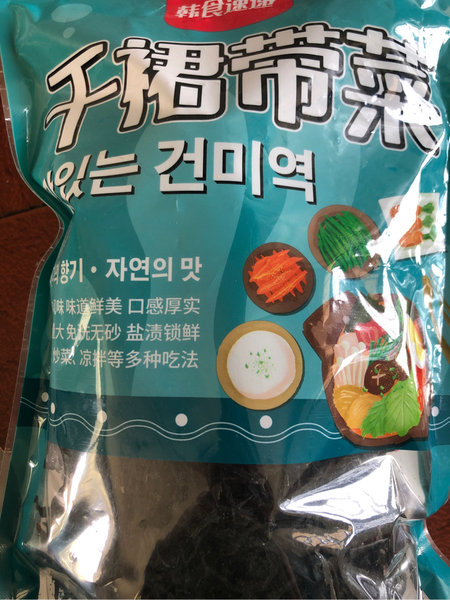 韩食速递
干裙带菜
있는 건미역
향기·자연의 맛
味 味道鲜美 口感厚实
大 免洗无砂 盐渍锁鲜
炒菜、凉拌等多种吃法